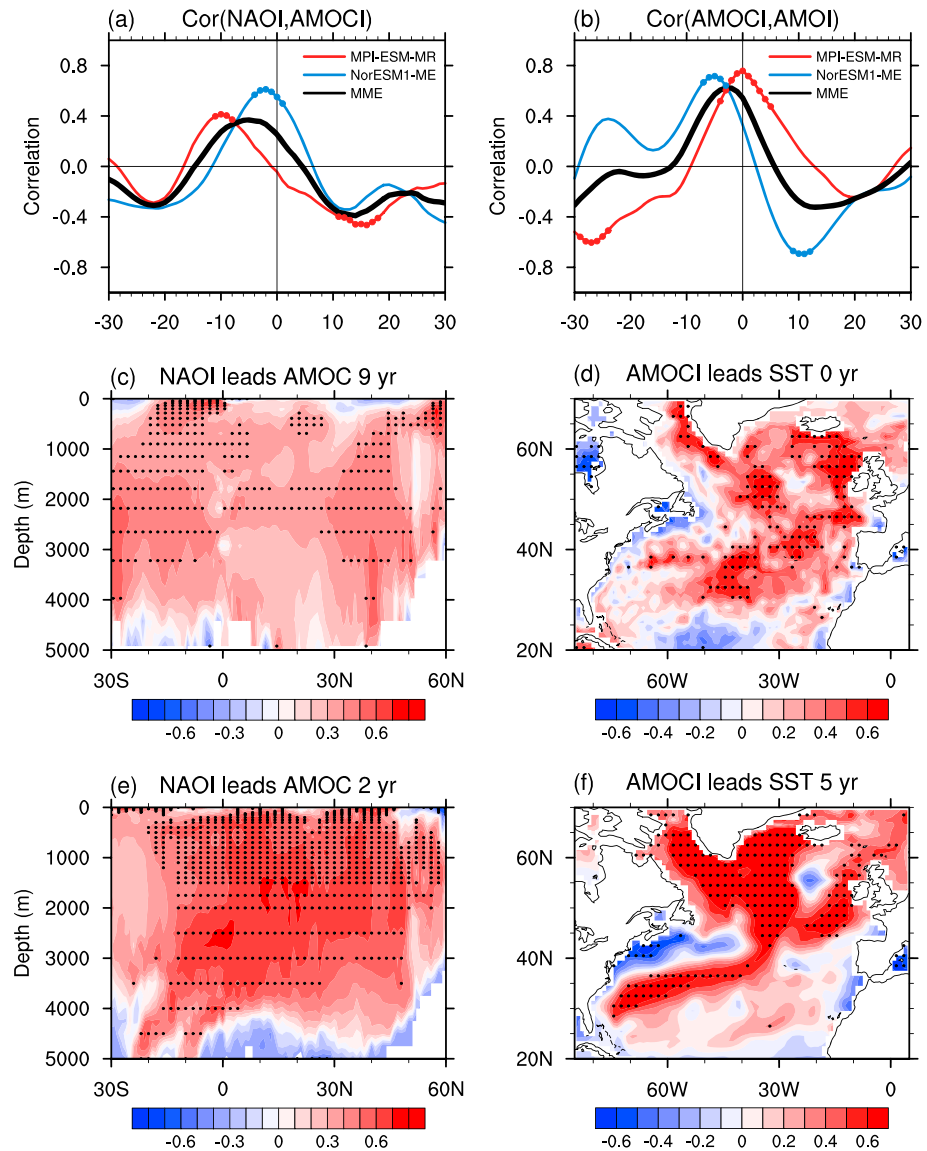 (a) Cor(NAOI,AMOCI)
Correlation
0.8
0.4
0.0
-0.4
-0.8
MPI-ESM-MR
NorESM1-ME
MME
-30 -20 -10 0 10 20 30
(b) Cor(AMOCI,AMOI)
Correlation
0.8
0.4
0.0
-0.4
-0.8
MPI-ESM-MR
NorESM1-ME
MME
-30 -20 -10 0 10 20 30
(c) NAOI leads AMOC 9 yr
Depth (m)
0
1000
2000
3000
4000
5000
30S 0 30N 60N
-0.6 -0.3 0 0.3 0.6
(d) AMOCI leads SST 0 yr
60N
40N
20N
60W 30W 0
-0.6 -0.4 -0.2 0 0.2 0.4 0.6
(e) NAOI leads AMOC 2 yr
Depth (m)
0
1000
2000
3000
4000
5000
30S 0 30N 60N
-0.6 -0.3 0 0.3 0.6
(f) AMOCI leads SST 5 yr
60N
40N
20N
60W 30W 0
-0.6 -0.4 -0.2 0 0.2 0.4 0.6